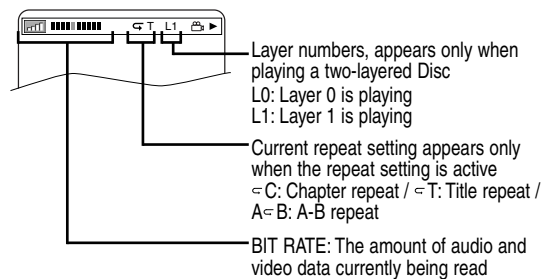 T L1
Layer numbers, appears only when
playing a two-layered Disc
L0: Layer 0 is playing
L1: Layer 1 is playing
Current repeat setting appears only
when the repeat setting is active
C: Chapter repeat / T: Title repeat /
A B: A-B repeat
BIT RATE: The amount of audio and
video data currently being read